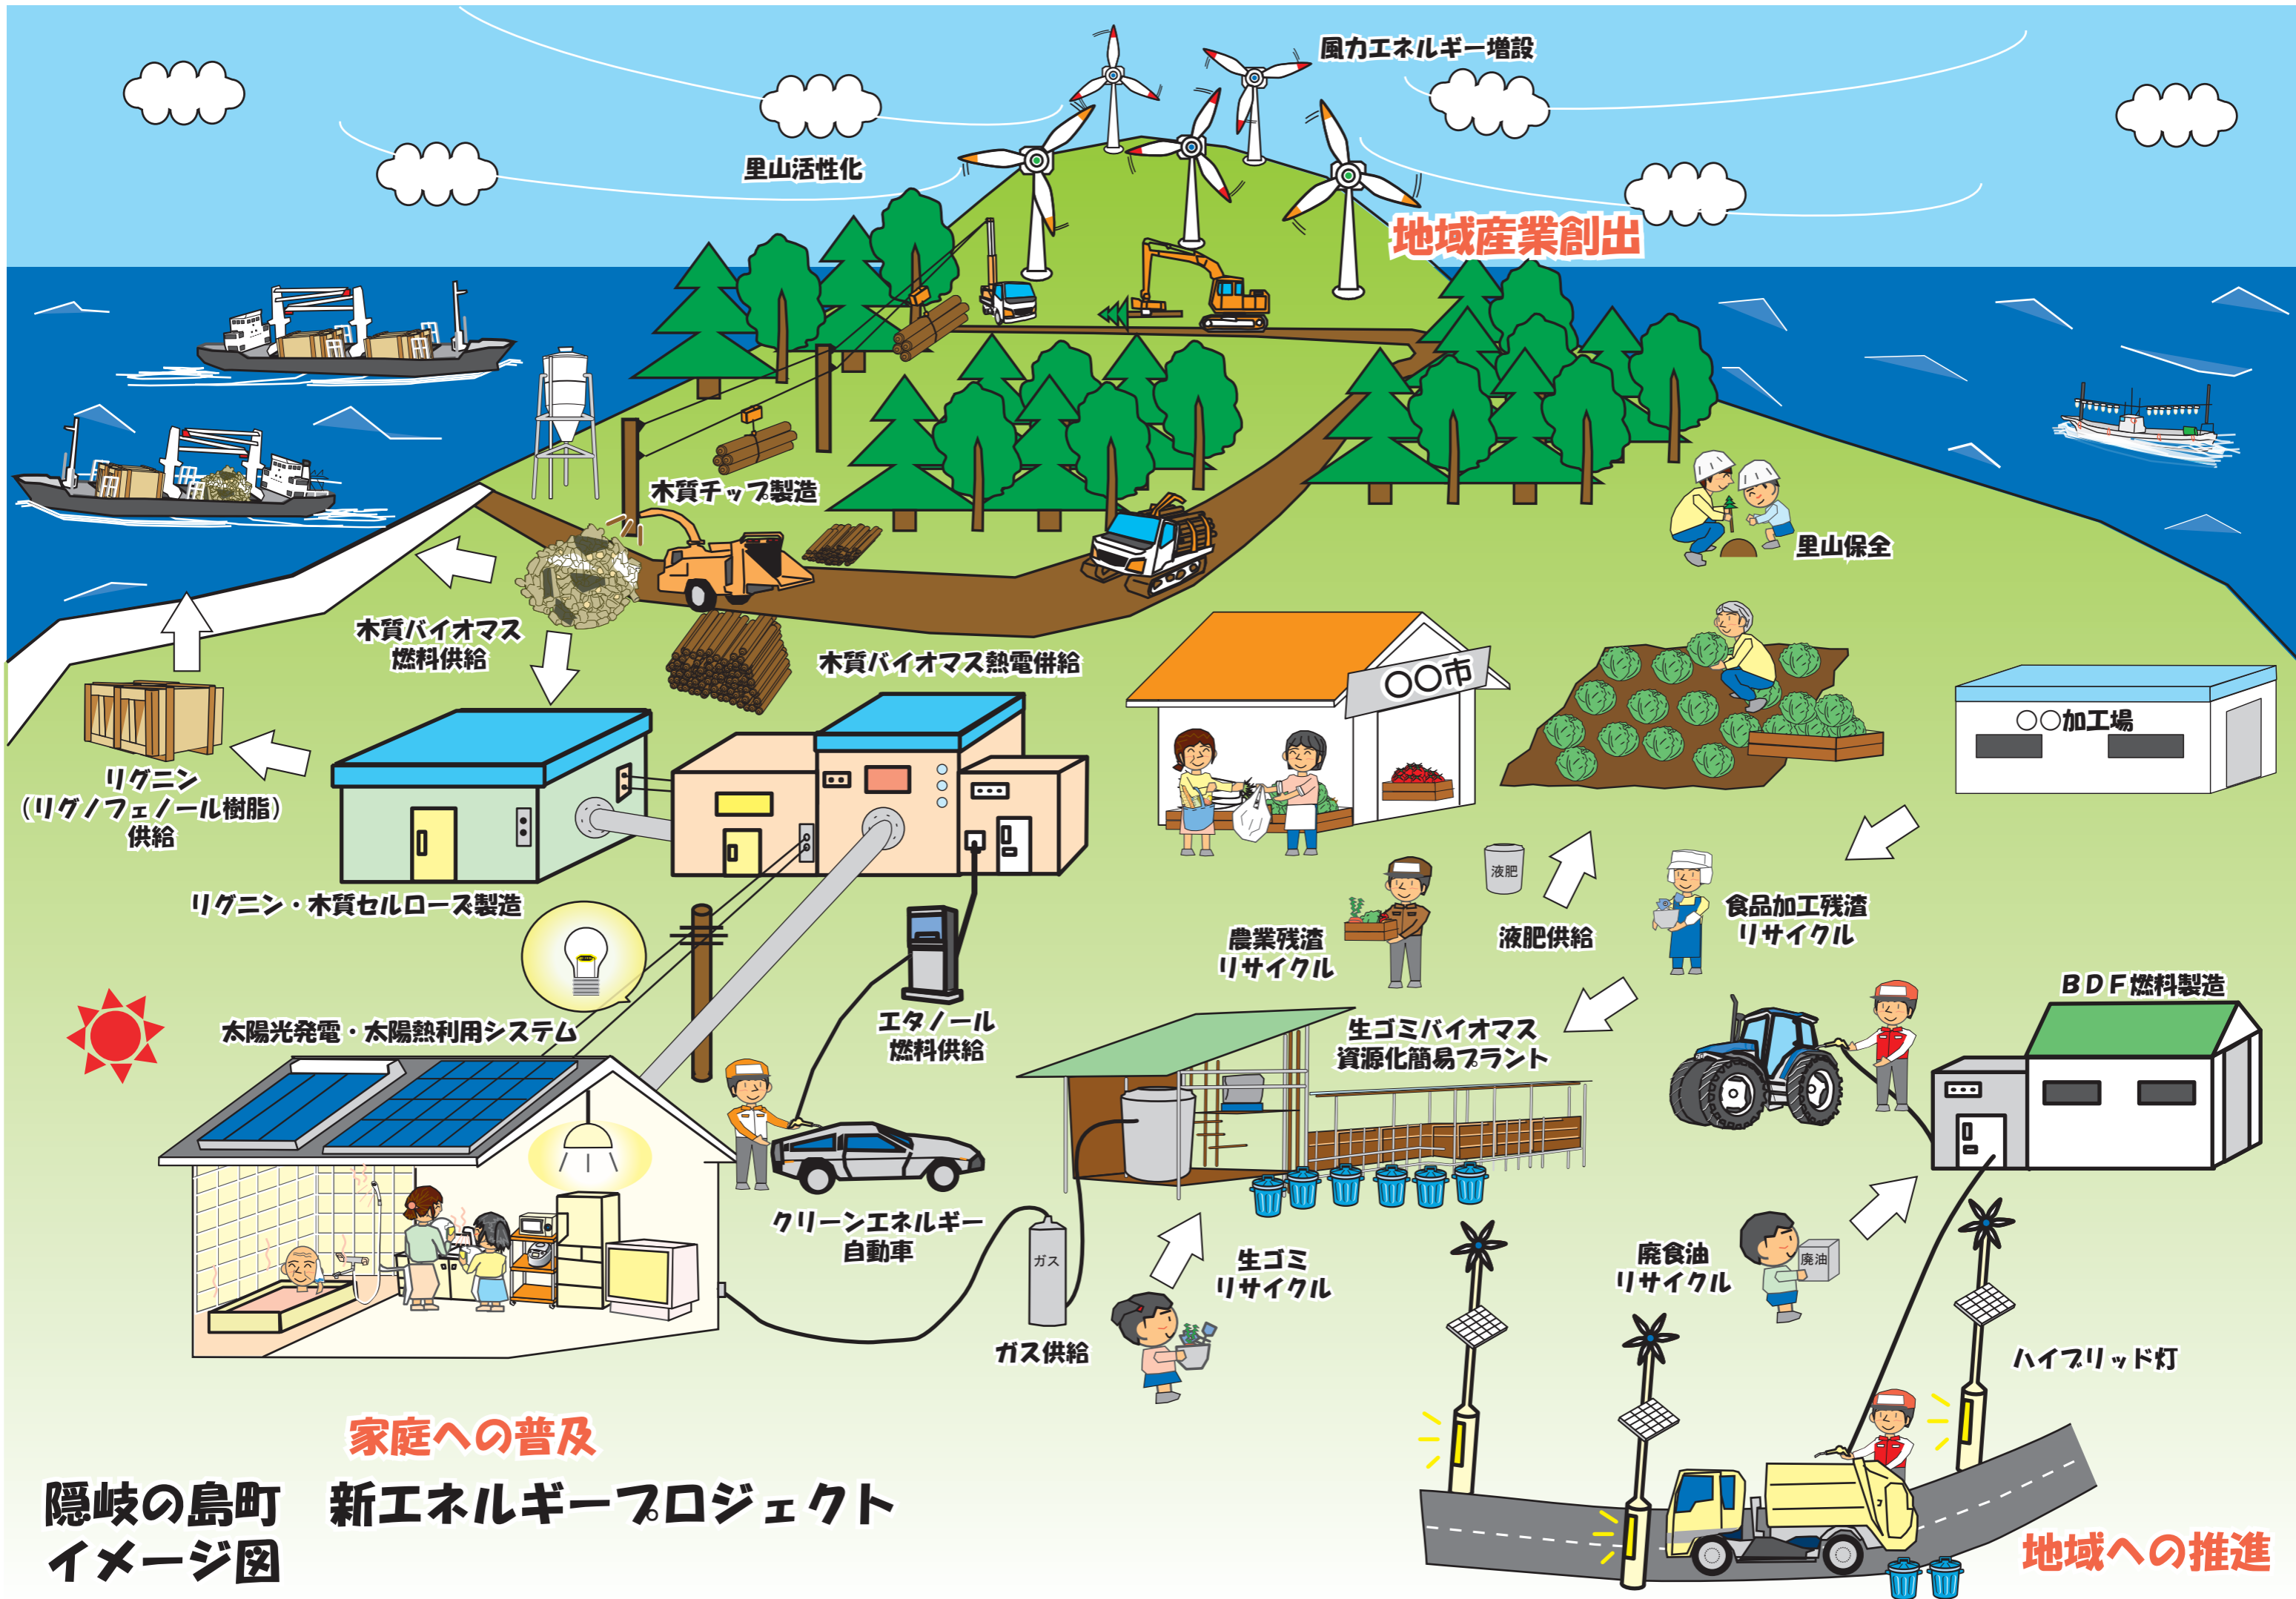 風力エネルギー増設
里山活性化
地域産業創出
木質チップ製造
里山保全
木質バイオマス
燃料供給
木質バイオマス熱電併給
○○市
○○加工場
リグニン
(リグノフェノール樹脂)
供給
リグニン・木質セルロース製造
液肥
農業残渣
リサイクル
液肥供給
食品加工残渣
リサイクル
BDF燃料製造
太陽光発電・太陽熱利用システム
エタノール
燃料供給
生ゴミバイオマス
資源化簡易プラント
クリーンエネルギー
自動車
ガス
生ゴミ
リサイクル
廃食油
リサイクル
廃油
ガス供給
ハイブリッド灯
家庭への普及
隠岐の島町 新エネルギープロジェクト
イメージ図
地域への推進